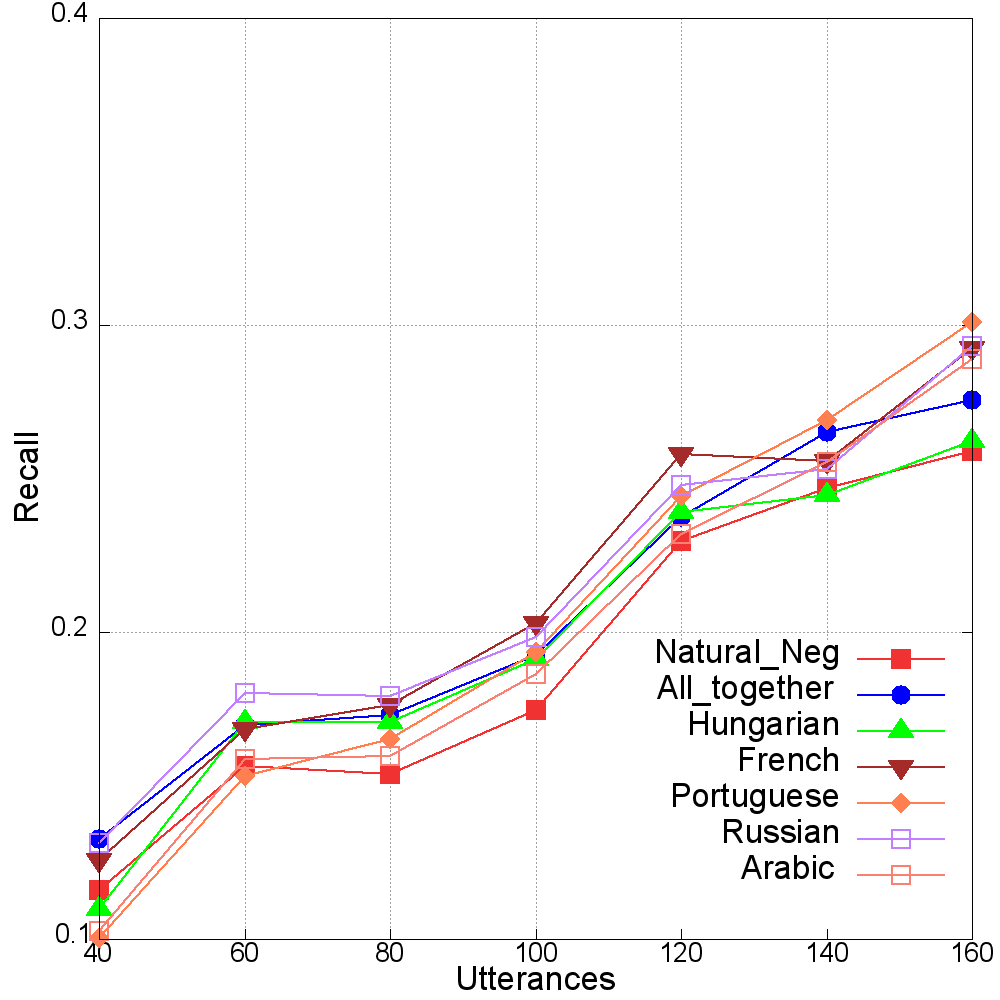 0.4
0.3
0.2
0.1
Recall
Natural_Neg
All_together
Hungarian
French
Portuguese
Russian
Arabic
40 60 80 100 120 140 160
Utterances